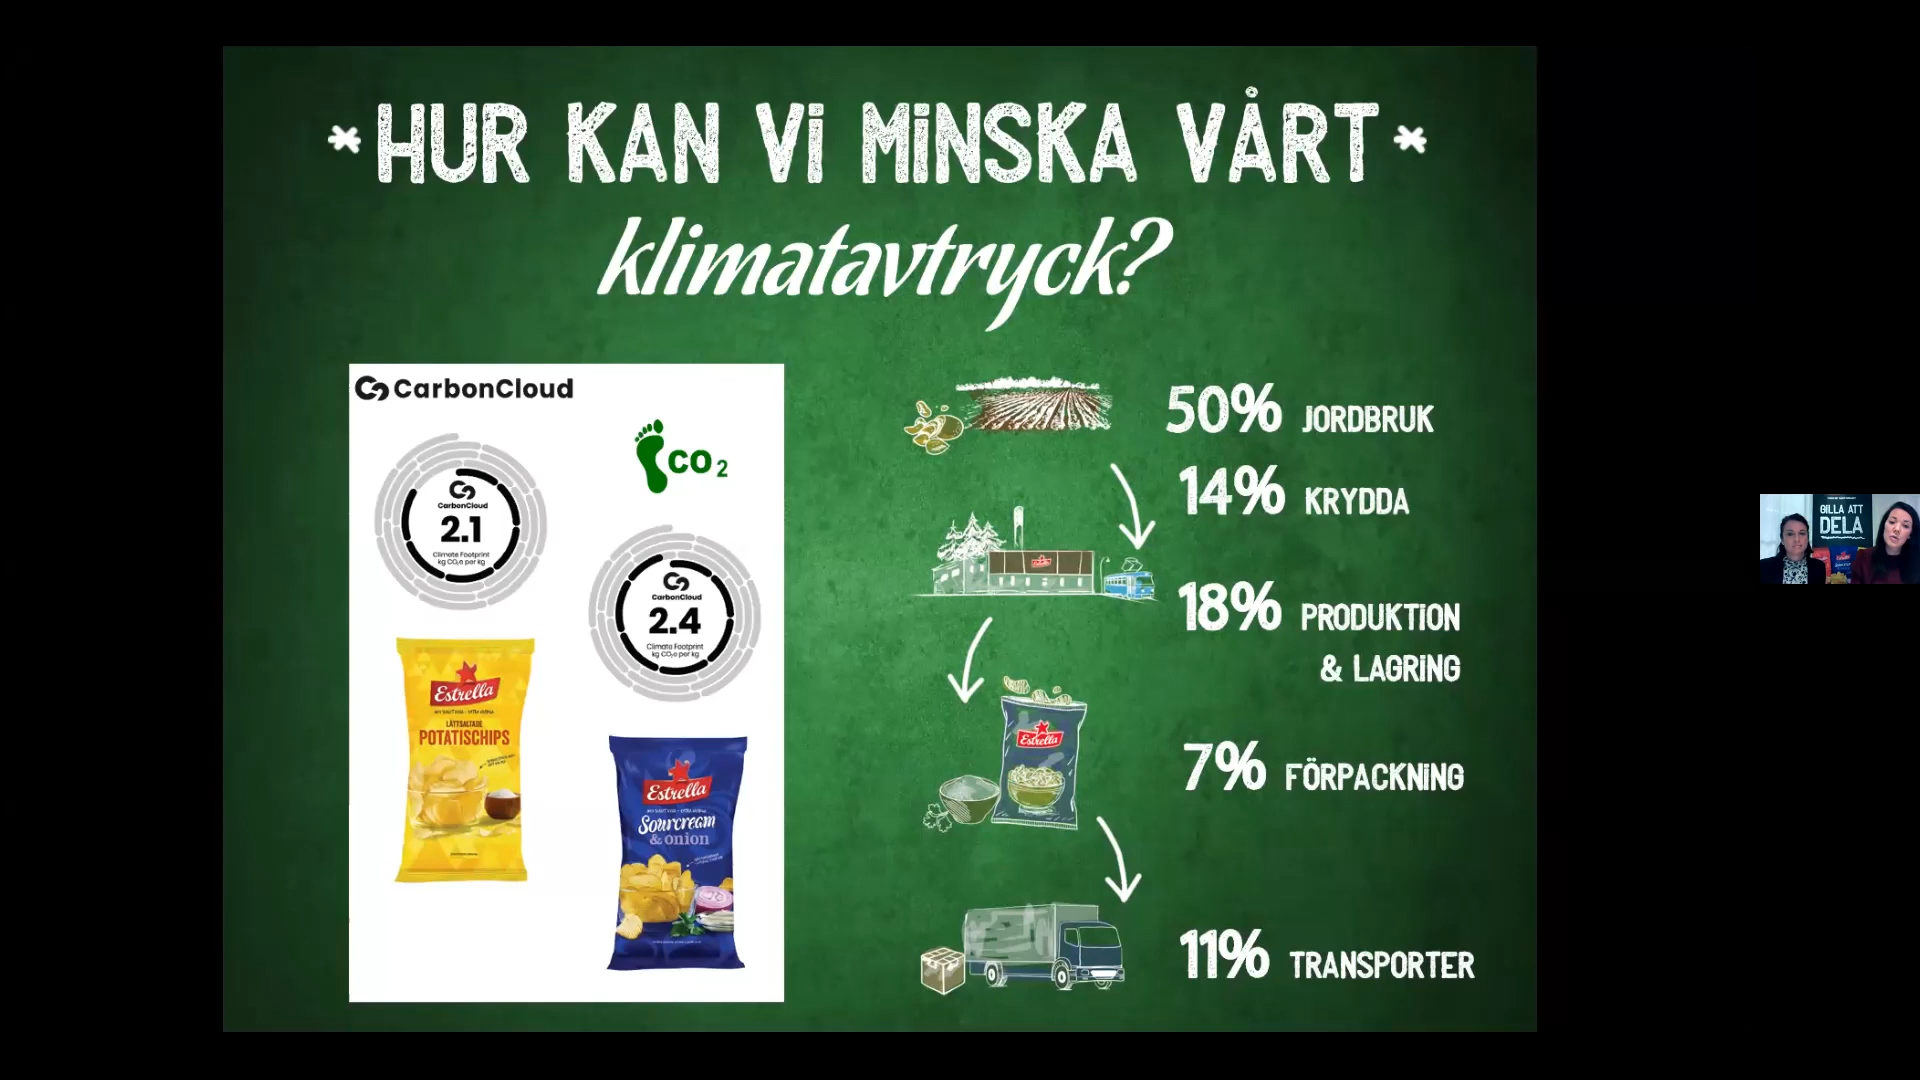 * HUR KAN Vi MiNSKA VÅRT *
klimatavtryck?
CarbonCloud
CO2
CarbonCloud
2.1
Climate Footprint
kg CO₂e per kg
CarbonCloud
2.4
Climate Footprint
kg CO₂e per kg
Estrella
LÄTTSALTADE
POTATISCHIPS
Estrella
Sourcream
& onion
50% JORDBRUK
14% KRYDDA
18% PRODUKTiON
& LAGRiNG
Estrella
7% FÖRPACKNiNG
11% TRANSPORTER
GILLA ATT
DELA